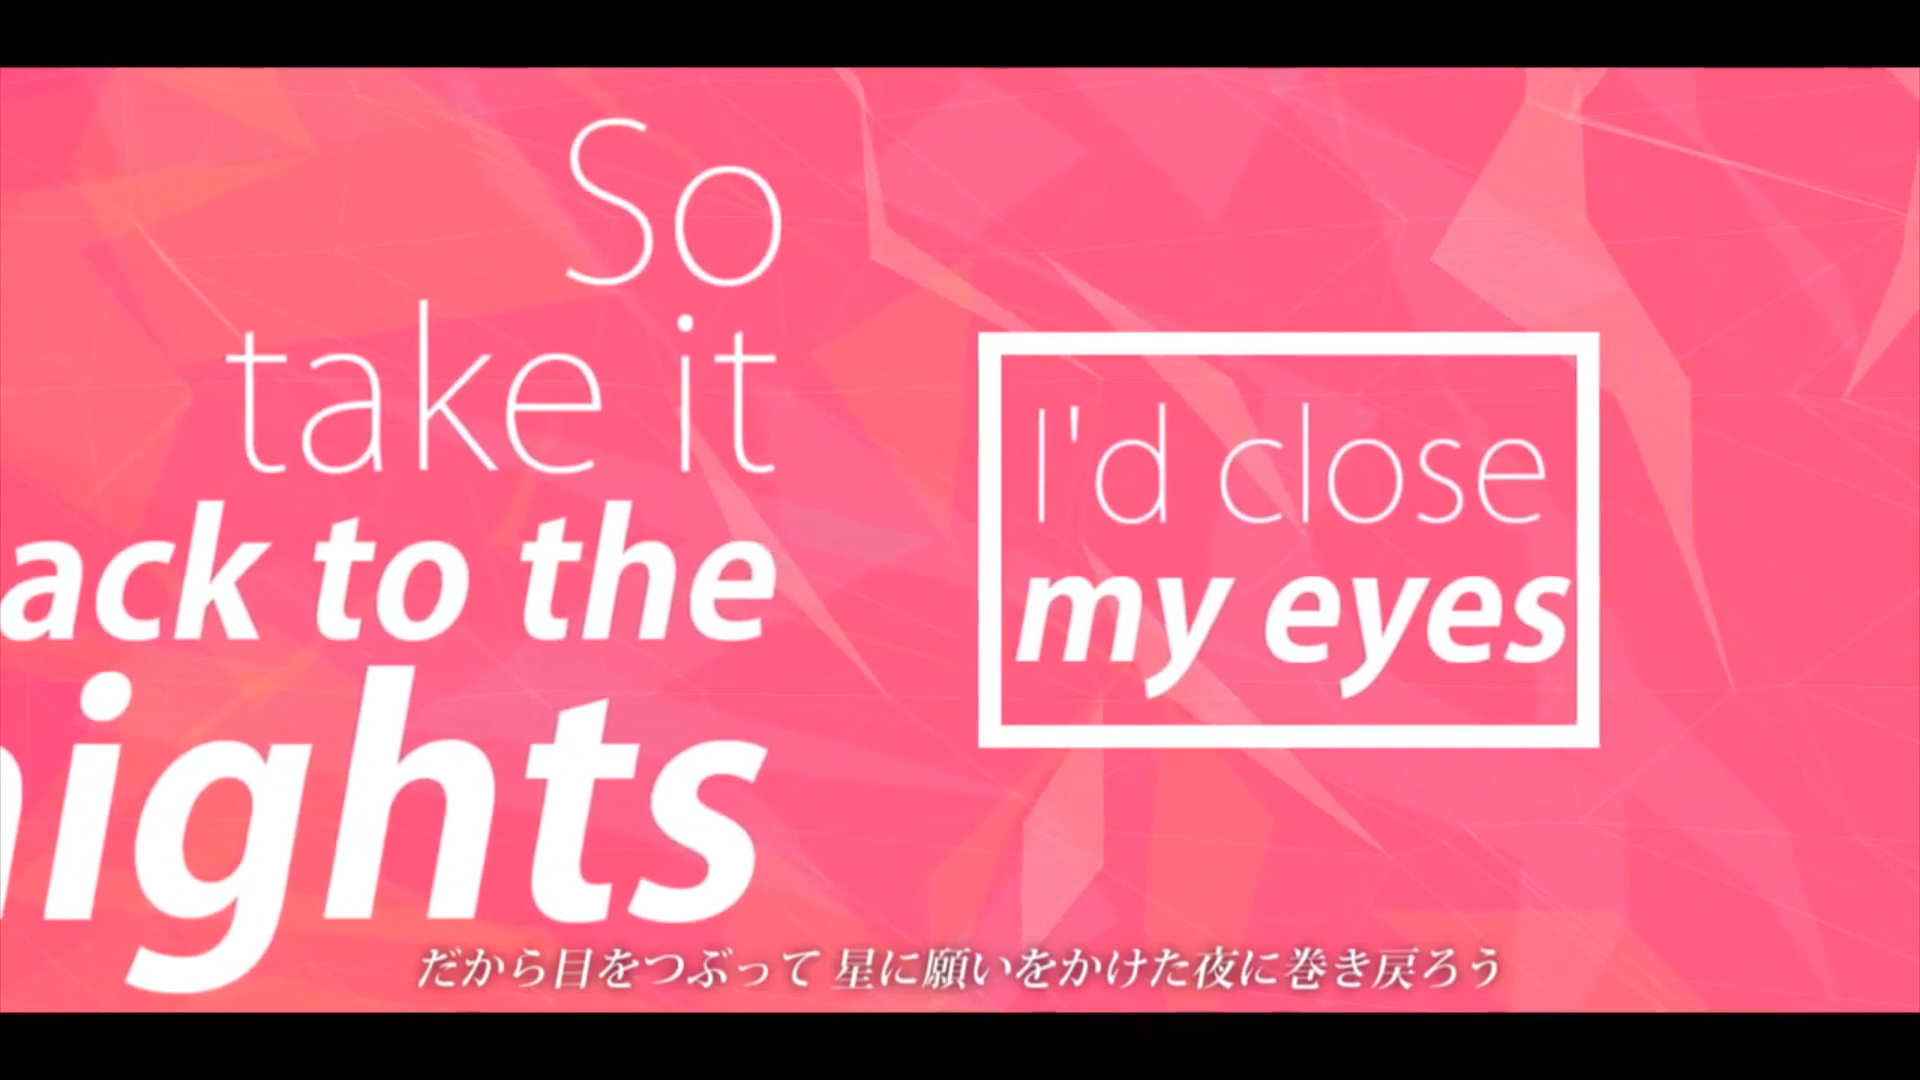 So
take it
ack to the
ights
I'd close
my eyes
だから目をつぶって 星に願いをかけた夜に巻き戻ろう